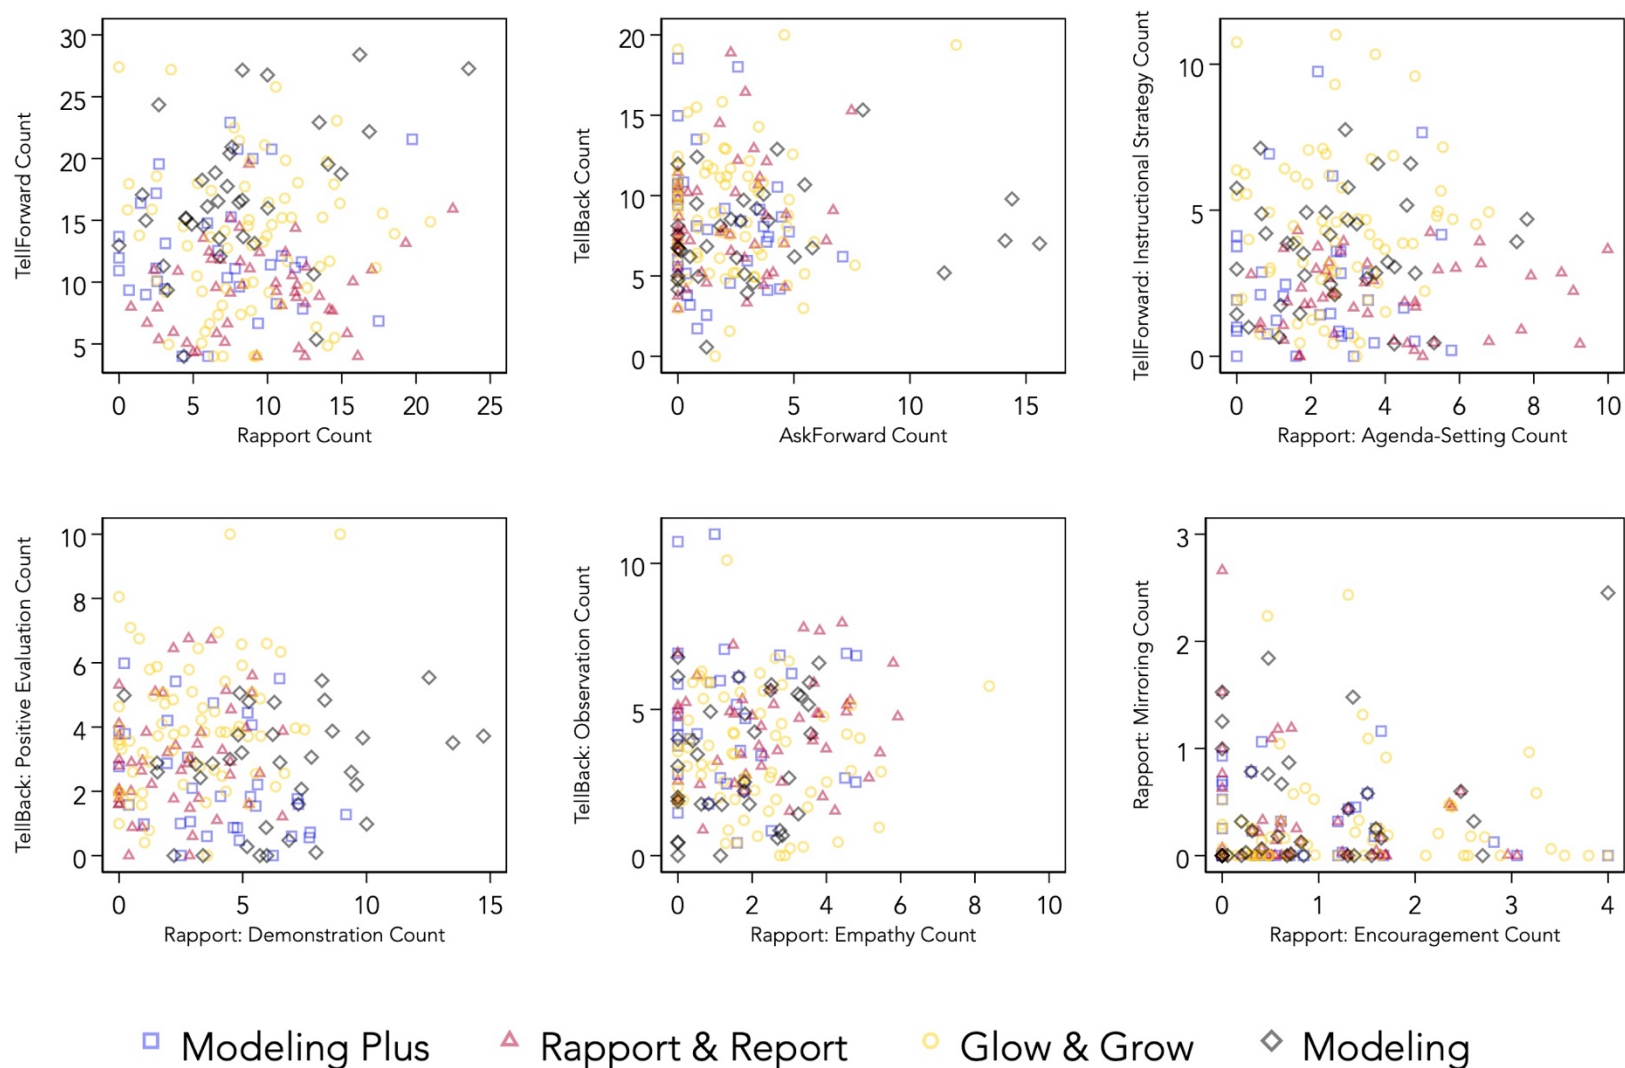 TellForward Count
30
25
20
15
10
5
0 5 10 15 20 25
Rapport Count
TellBack Count
20
15
10
5
0
0 5 10 15
AskForward Count
TellForward: Instructional Strategy Count
10
5
0
0 2 4 6 8 10
Rapport: Agenda-Setting Count
TellBack: Positive Evaluation Count
10
8
6
4
2
0
0 5 10 15
Rapport: Demonstration Count
TellBack: Observation Count
10
5
0
0 2 4 6 8 10
Rapport: Empathy Count
Rapport: Mirroring Count
3
2
1
0
0 1 2 3 4
Rapport: Encouragement Count
Modeling Plus Rapport & Report Glow & Grow Modeling